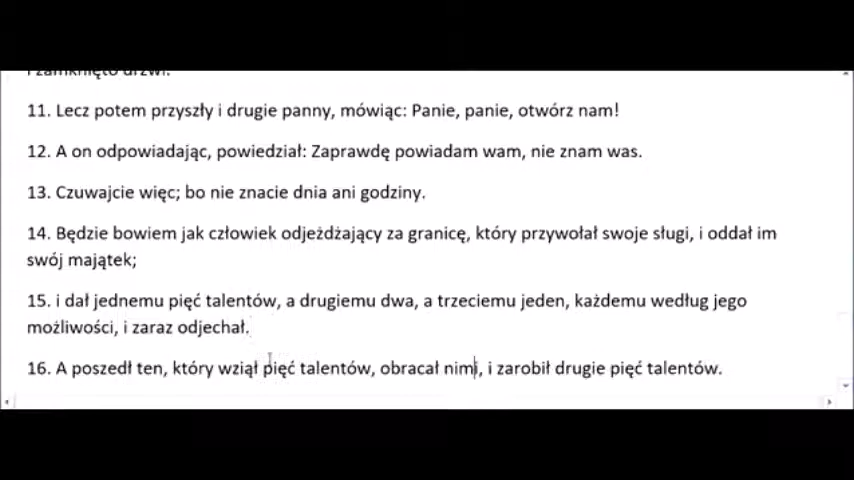 i zamknięto drzwi.
11. Lecz potem przyszły i drugie panny, mówiąc: Panie, panie, otwórz nam!
12. A on odpowiadając, powiedział: Zaprawdę powiadam wam, nie znam was.
13. Czuwajcie więc; bo nie znacie dnia ani godziny.
14. Będzie bowiem jak człowiek odjeżdżający za granicę, który przywołał swoje sługi, i oddał im
swój majątek;
15. i dał jednemu pięć talentów, a drugiemu dwa, a trzeciemu jeden, każdemu według jego
możliwości, i zaraz odjechał.
16. A poszedł ten, który wziął pięć talentów, obracał nimi, i zarobił drugie pięć talentów.